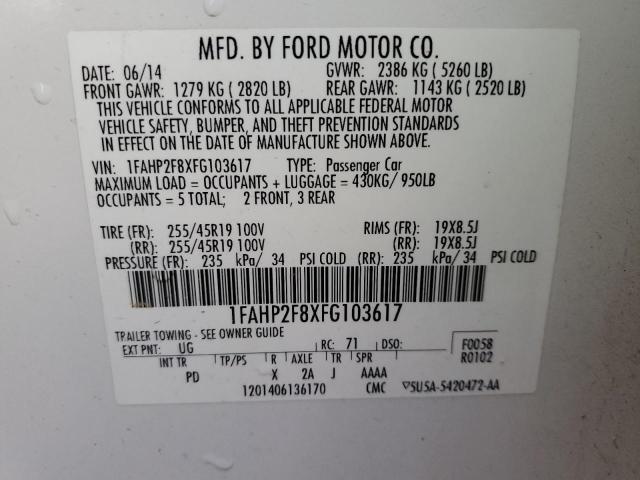 MFD. BY FORD MOTOR CO.
DATE: 06/14 GVWR: 2386 KG ( 5260 LB)
FRONT GAWR: 1279 KG ( 2820 LB) REAR GAWR: 1143 KG ( 2520 LB)
THIS VEHICLE CONFORMS TO ALL APPLICABLE FEDERAL MOTOR
VEHICLE SAFETY, BUMPER, AND THEFT PREVENTION STANDARDS
IN EFFECT ON THE DATE OF MANUFACTURE SHOWN ABOVE.
VIN: 1FAHP2F8XFG103617 TYPE: Passenger Car
MAXIMUM LOAD = OCCUPANTS + LUGGAGE = 430KG/ 950LB
OCCUPANTS = 5 TOTAL; 2 FRONT, 3 REAR
TIRE (FR): 255/45R19 100V RIMS (FR): 19X8.5J
(RR): 255/45R19 100V (RR): 19X8.5J
PRESSURE (FR): 235 kPa/ 34 PSI COLD (RR): 235 kPa/ 34 PSI COLD
1FAHP2F8XFG103617
TRAILER TOWING - SEE OWNER GUIDE
EXT PNT: UG RC: 71 DSO: F0058
R0102
INT TR TP/PS R AXLE TR SPR
PD X 2A J AAAA
1201406136170 CMC ▽5U5A-5420472-AA